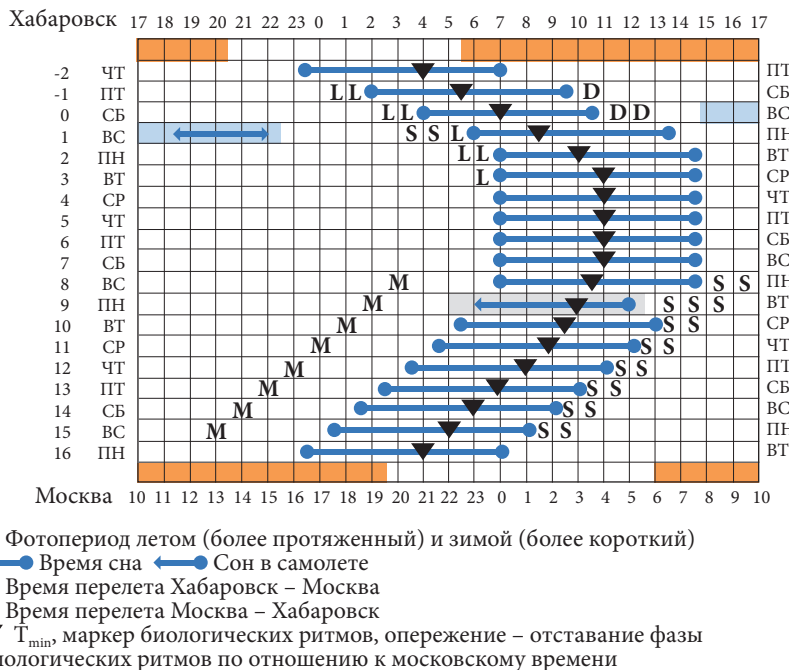 Хабаровск 17 18 19 20 21 22 23 0 1 2 3 4 5 6 7 8 9 10 11 12 13 14 15 16 17
-2 ЧТ ПТ
-1 ПТ L L D СБ
0 СБ L L D D ВС
1 ВС S S L ПН
2 ПН L L ВТ
3 ВТ L СР
4 СР ЧТ
5 ЧТ ПТ
6 ПТ СБ
7 СБ ВС
8 ВС M S S ПН
9 ПН M S S S ВТ
10 ВТ M S S СР
11 СР M S S ЧТ
12 ЧТ M S S ПТ
13 ПТ M S S СБ
14 СБ M S S ВС
15 ВС M S S ПН
16 ПН ВТ
Москва 10 11 12 13 14 15 16 17 18 19 20 21 22 23 0 1 2 3 4 5 6 7 8 9 10
Фотопериод летом (более протяженный) и зимой (более короткий)
Время сна Сон в самолете
Время перелета Хабаровск – Москва
Время перелета Москва – Хабаровск
Tmin, маркер биологических ритмов, опережение – отставание фазы
ологических ритмов по отношению к московскому времени